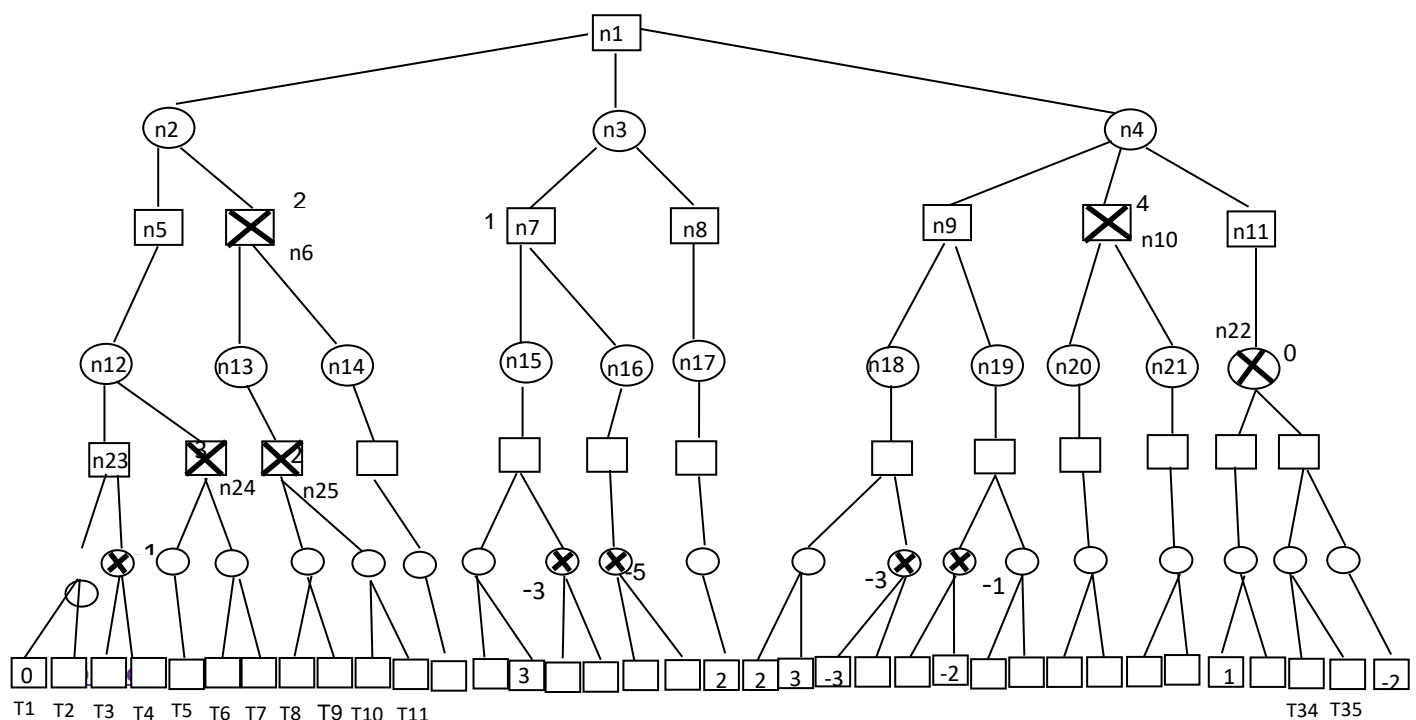 n1
n2 n3 n4
2 4
n5 n6 1 n7 n8 n9 n10 n11
n22
n12 n13 n14 n15 n16 n17 n18 n19 n20 n21 0
n23 3 2
n24 n25
-1 -3 -5 -3 -1
0 3 2 2 3 -3 -2 1 -2
T1 T2 T3 T4 T5 T6 T7 T8 T9 T10 T11 T34 T35